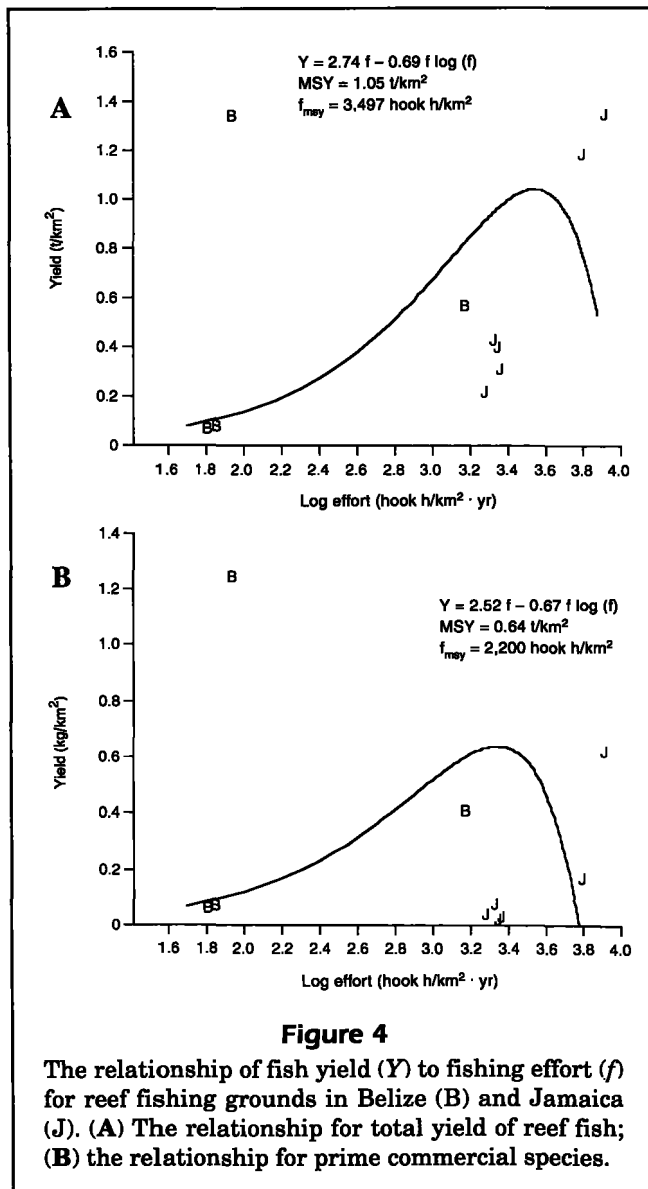 A
Y = 2.74 f – 0.69 f log (f)
MSY = 1.05 t/km²
fmsy = 3,497 hook h/km²
Yield (t/km²)
1.6
1.4
1.2
1.0
0.8
0.6
0.4
0.2
0
B
B
B
B
J
J
J
J
J
J
1.6 1.8 2.0 2.2 2.4 2.6 2.8 3.0 3.2 3.4 3.6 3.8 4.0
Log effort (hook h/km² · yr)
B
Y = 2.52 f – 0.67 f log (f)
MSY = 0.64 t/km²
fmsy = 2,200 hook h/km²
Yield (kg/km²)
1.4
1.2
1.0
0.8
0.6
0.4
0.2
0
B
B
B
B
J
J
J
J
J
J
1.6 1.8 2.0 2.2 2.4 2.6 2.8 3.0 3.2 3.4 3.6 3.8 4.0
Log effort (hook h/km² · yr)
Figure 4
The relationship of fish yield (Y) to fishing effort (f)
for reef fishing grounds in Belize (B) and Jamaica
(J). (A) The relationship for total yield of reef fish;
(B) the relationship for prime commercial species.